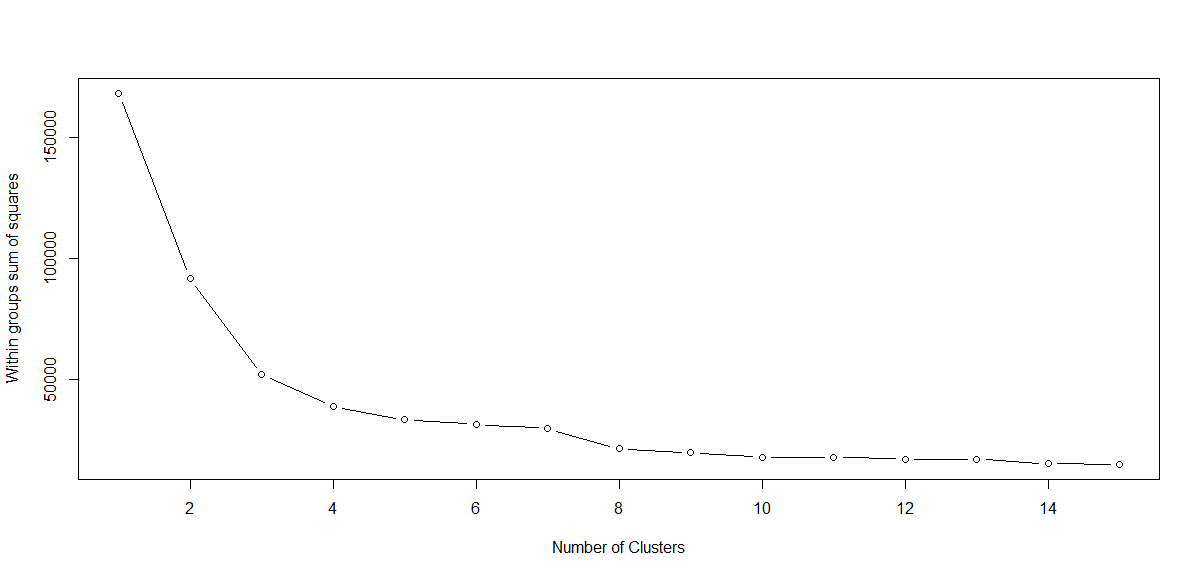 Within groups sum of squares
150000
100000
50000
2 4 6 8 10 12 14
Number of Clusters